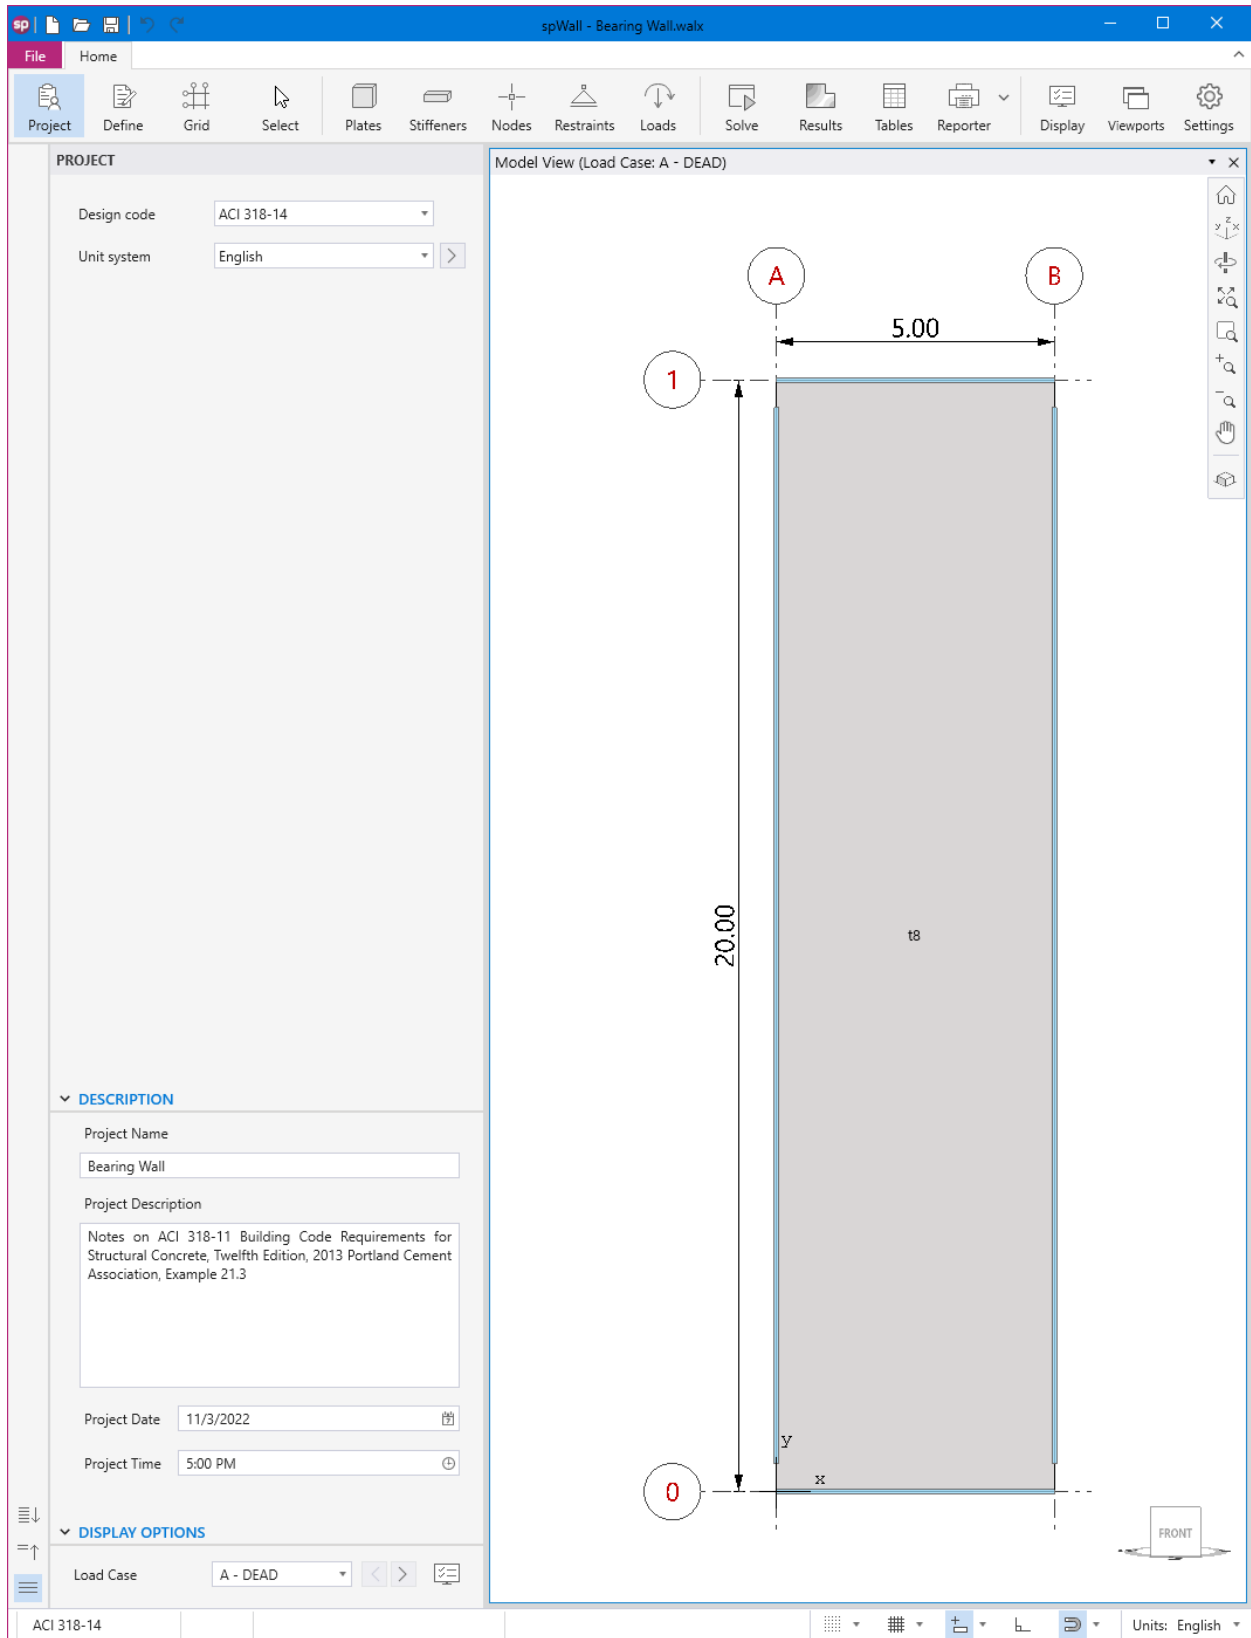 sp
spWall - Bearing Wall.walx
File Home
Project Define Grid Select Plates Stiffeners Nodes Restraints Loads Solve Results Tables Reporter Display Viewports Settings
PROJECT
Design code ACI 318-14
Unit system English
DESCRIPTION
Project Name
Bearing Wall
Project Description
Notes on ACI 318-11 Building Code Requirements for
Structural Concrete, Twelfth Edition, 2013 Portland Cement
Association, Example 21.3
Project Date 11/3/2022
Project Time 5:00 PM
DISPLAY OPTIONS
Load Case A - DEAD
Model View (Load Case: A - DEAD)
y z x
A B
5.00
1
20.00
t8
y
x
0
FRONT
ACI 318-14 Units: English